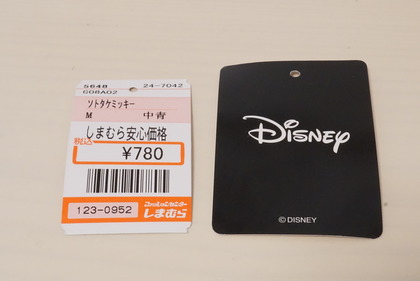 5648 24-7042
G08A02
ソトタケミッキー
M 中青
しまむら安心価格
税込
¥780
123-0952
ファッションセンター
しまむら
Disney
©DISNEY